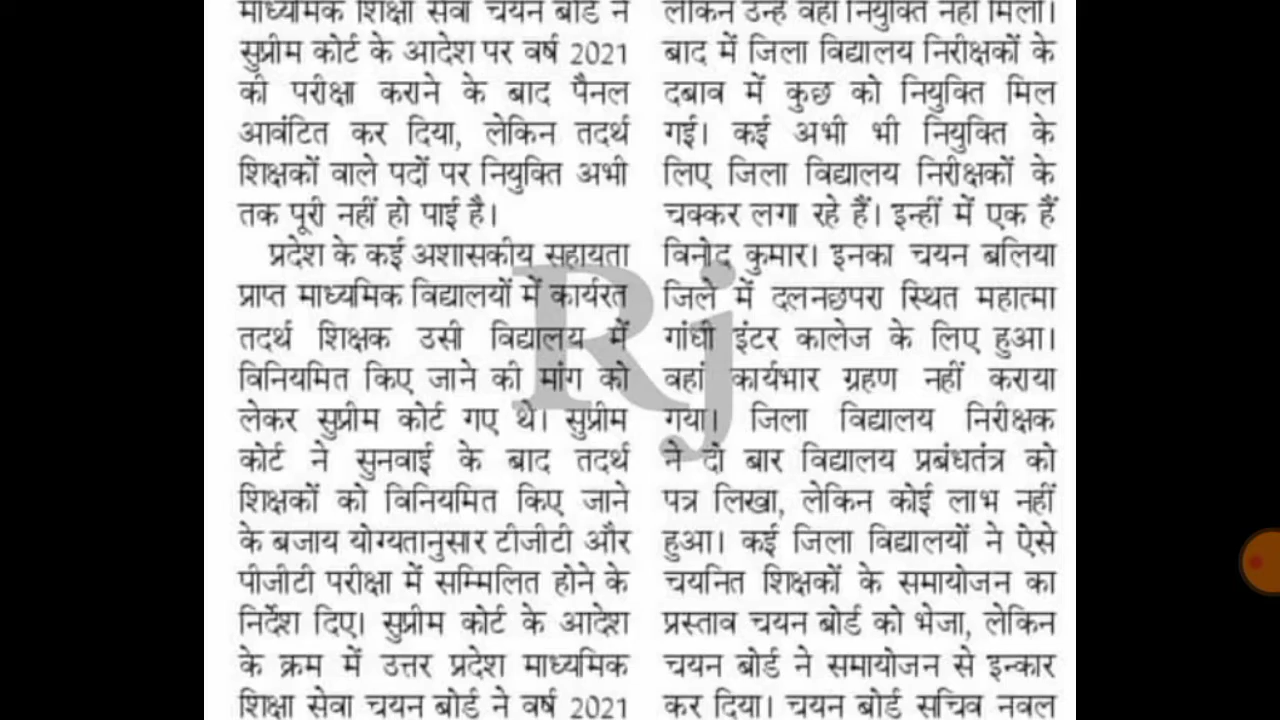 माध्यमिक शिक्षा सेवा चयन बोर्ड ने
सुप्रीम कोर्ट के आदेश पर वर्ष 2021
की परीक्षा कराने के बाद पैनल
आवंटित कर दिया, लेकिन तदर्थ
शिक्षकों वाले पदों पर नियुक्ति अभी
तक पूरी नहीं हो पाई है।
प्रदेश के कई अशासकीय सहायता
प्राप्त माध्यमिक विद्यालयों में कार्यरत
तदर्थ शिक्षक उसी विद्यालय में
विनियमित किए जाने की मांग को
लेकर सुप्रीम कोर्ट गए थे। सुप्रीम
कोर्ट ने सुनवाई के बाद तदर्थ
शिक्षकों को विनियमित किए जाने
के बजाय योग्यतानुसार टीजीटी और
पीजीटी परीक्षा में सम्मिलित होने के
निर्देश दिए। सुप्रीम कोर्ट के आदेश
के क्रम में उत्तर प्रदेश माध्यमिक
शिक्षा सेवा चयन बोर्ड ने वर्ष 2021
लेकिन उन्हें वहां नियुक्ति नहीं मिली।
बाद में जिला विद्यालय निरीक्षकों के
दबाव में कुछ को नियुक्ति मिल
गई। कई अभी भी नियुक्ति के
लिए जिला विद्यालय निरीक्षकों के
चक्कर लगा रहे हैं। इन्हीं में एक हैं
विनोद कुमार। इनका चयन बलिया
जिले में दलनछपरा स्थित महात्मा
गांधी इंटर कालेज के लिए हुआ।
वहां कार्यभार ग्रहण नहीं कराया
गया। जिला विद्यालय निरीक्षक
ने दो बार विद्यालय प्रबंधतंत्र को
पत्र लिखा, लेकिन कोई लाभ नहीं
हुआ। कई जिला विद्यालयों ने ऐसे
चयनित शिक्षकों के समायोजन का
प्रस्ताव चयन बोर्ड को भेजा, लेकिन
चयन बोर्ड ने समायोजन से इन्कार
कर दिया। चयन बोर्ड सचिव नवल
Rj